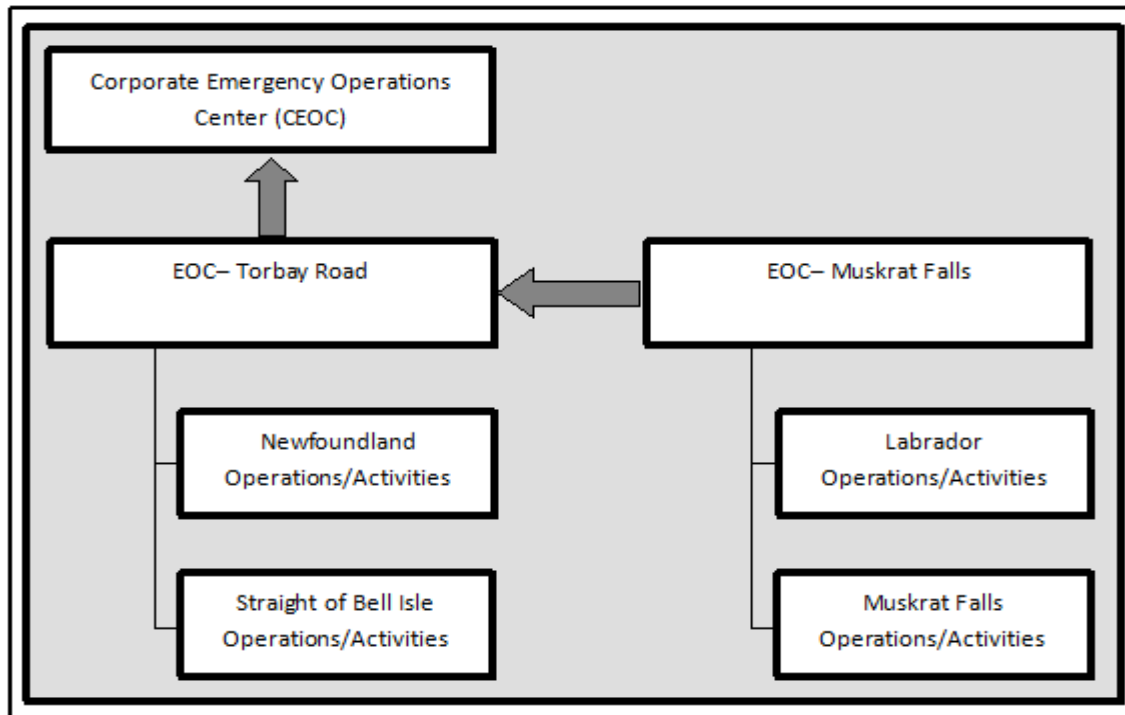 Corporate Emergency Operations
Center (CEOC)
EOC– Torbay Road
EOC– Muskrat Falls
Newfoundland
Operations/Activities
Labrador
Operations/Activities
Straight of Bell Isle
Operations/Activities
Muskrat Falls
Operations/Activities